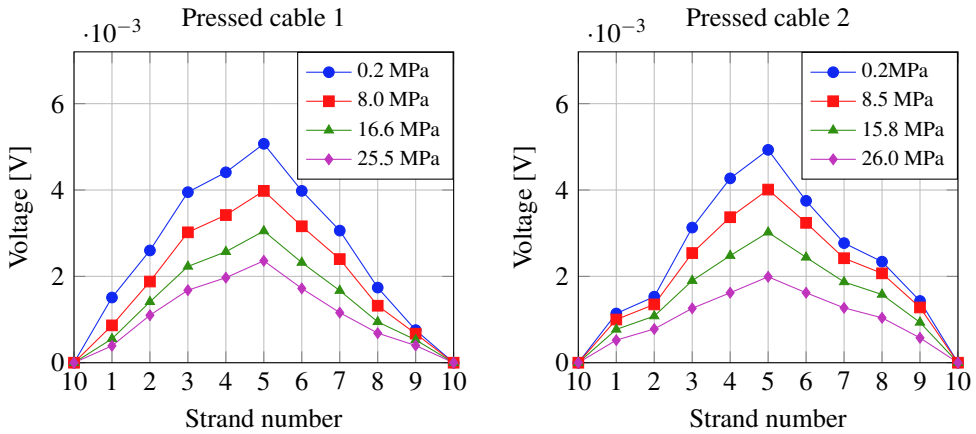 Pressed cable 1
·10−3
0.2 MPa
8.0 MPa
16.6 MPa
25.5 MPa
6
4
2
0
Voltage [V]
10 1 2 3 4 5 6 7 8 9 10
Strand number
Pressed cable 2
·10−3
0.2MPa
8.5 MPa
15.8 MPa
26.0 MPa
6
4
2
0
Voltage [V]
10 1 2 3 4 5 6 7 8 9 10
Strand number